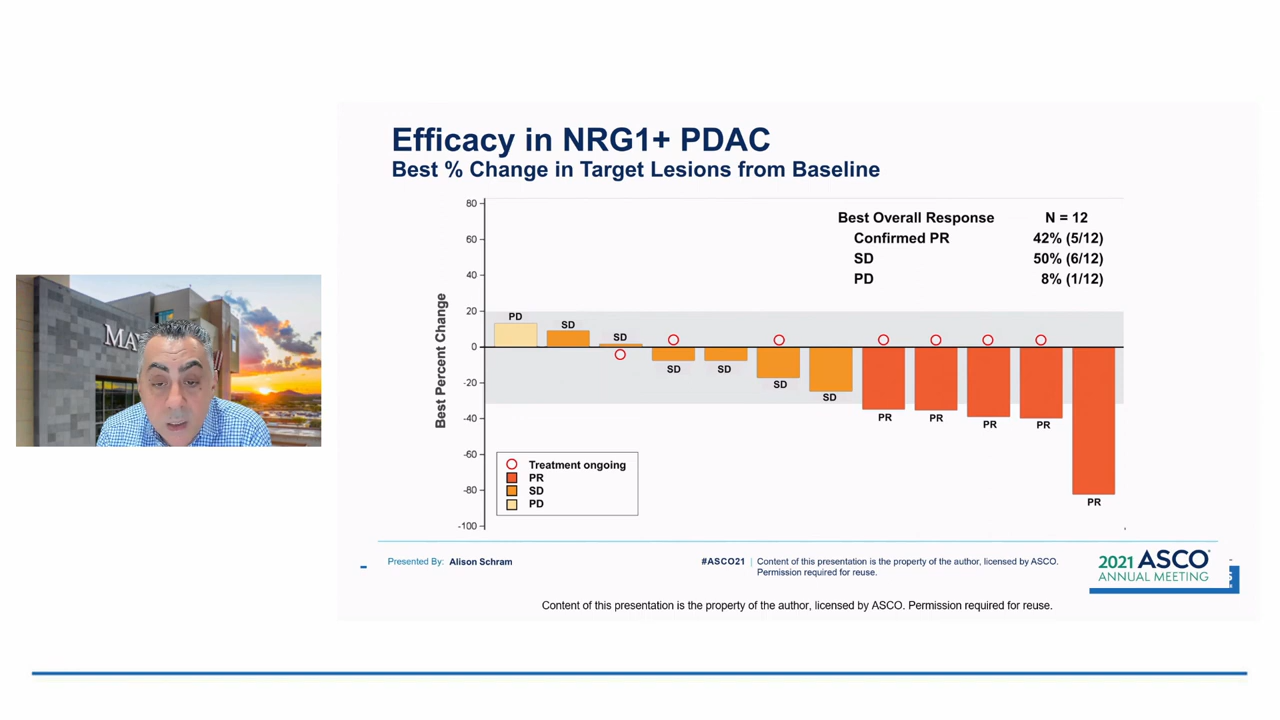 Efficacy in NRG1+ PDAC
Best % Change in Target Lesions from Baseline
Best Overall Response N = 12
Confirmed PR 42% (5/12)
SD 50% (6/12)
PD 8% (1/12)
Best Percent Change
80
60
40
20
0
-20
-40
-60
-80
-100
PD
SD
SD
SD
SD
SD
SD
PR
PR
PR
PR
PR
Treatment ongoing
PR
SD
PD
MAY
Presented By: Alison Schram
#ASCO21 | Content of this presentation is the property of the author, licensed by ASCO.
Permission required for reuse.
2021 ASCO
ANNUAL MEETING
Content of this presentation is the property of the author, licensed by ASCO. Permission required for reuse.